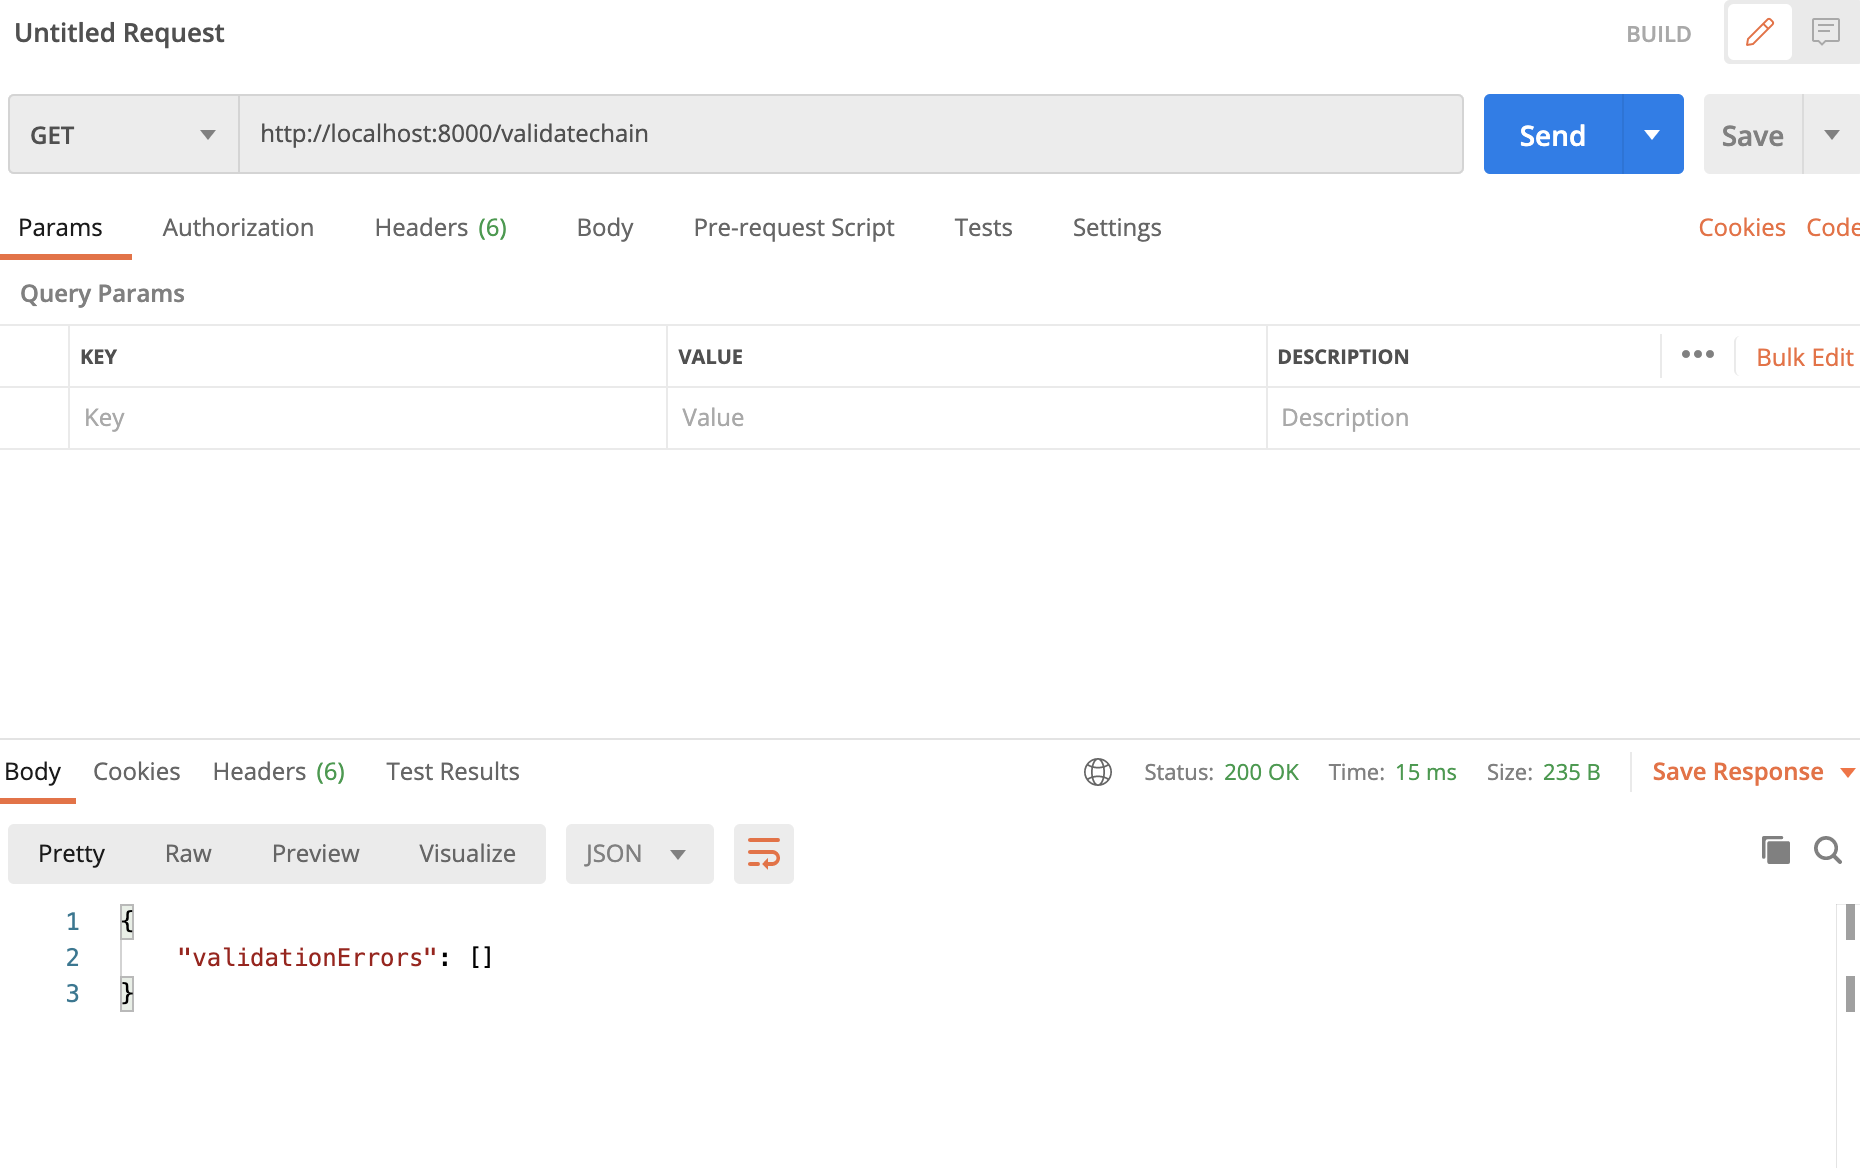 Untitled Request
BUILD
GET
http://localhost:8000/validatechain
Send
Save
Params Authorization Headers (6) Body Pre-request Script Tests Settings Cookies Code
Query Params
KEY VALUE DESCRIPTION ••• Bulk Edit
Key Value Description
Body Cookies Headers (6) Test Results Status: 200 OK Time: 15 ms Size: 235 B Save Response
Pretty Raw Preview Visualize JSON
1 {
2 "validationErrors": []
3 }